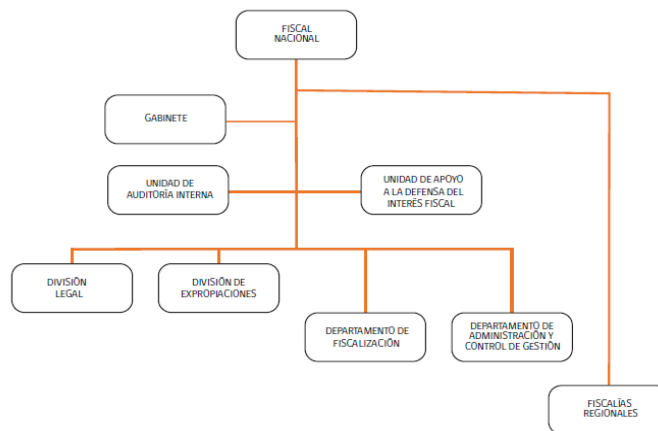 FISCAL
NACIONAL
GABINETE
UNIDAD DE
AUDITORÍA INTERNA
UNIDAD DE APOYO
A LA DEFENSA DEL
INTERÉS FISCAL
DIVISIÓN
LEGAL
DIVISIÓN DE
EXPROPIACIONES
DEPARTAMENTO DE
FISCALIZACIÓN
DEPARTAMENTO DE
ADMINISTRACIÓN Y
CONTROL DE GESTIÓN
FISCALÍAS
REGIONALES